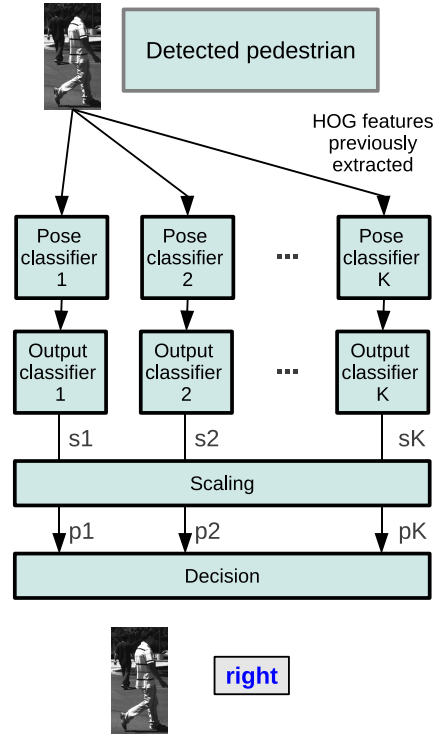 Detected pedestrian
HOG features
previously
extracted
Pose
classifier
1
Pose
classifier
2
...
Pose
classifier
K
Output
classifier
1
Output
classifier
2
...
Output
classifier
K
s1
s2
sK
Scaling
p1
p2
pK
Decision
right